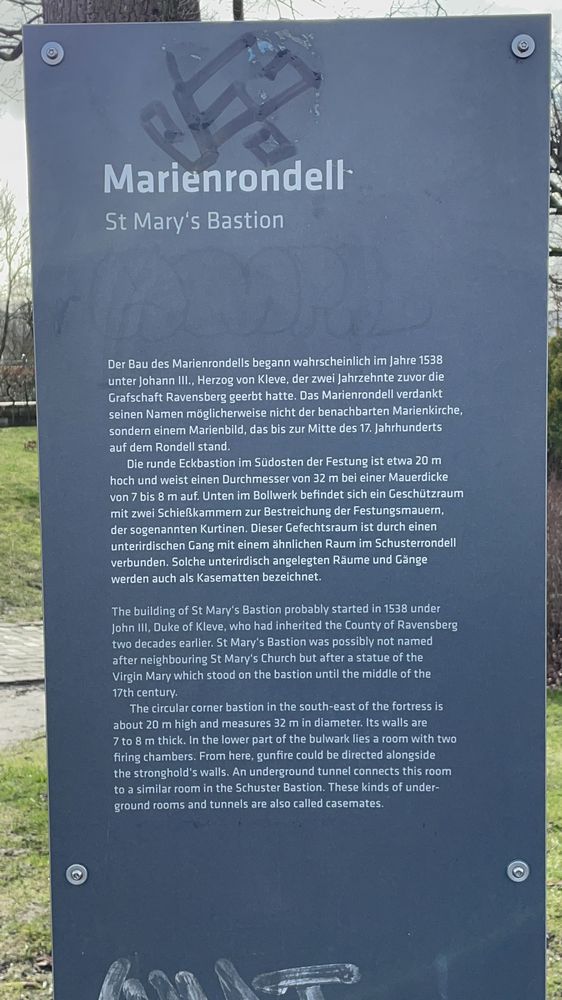 Marienrondell
St Mary's Bastion
Der Bau des Marienrondells begann wahrscheinlich im Jahre 1538
unter Johann III., Herzog von Kleve, der zwei Jahrzehnte zuvor die
Grafschaft Ravensberg geerbt hatte. Das Marienrondell verdankt
seinen Namen möglicherweise nicht der benachbarten Marienkirche,
sondern einem Marienbild, das bis zur Mitte des 17. Jahrhunderts
auf dem Rondell stand.
Die runde Eckbastion im Südosten der Festung ist etwa 20 m
hoch und weist einen Durchmesser von 32 m bei einer Mauerdicke
von 7 bis 8 m auf. Unten im Bollwerk befindet sich ein Geschützraum
mit zwei Schießkammern zur Bestreichung der Festungsmauern,
der sogenannten Kurtinen. Dieser Gefechtsraum ist durch einen
unterirdischen Gang mit einem ähnlichen Raum im Schusterrondell
verbunden. Solche unterirdisch angelegten Räume und Gänge
werden auch als Kasematten bezeichnet.
The building of St Mary's Bastion probably started in 1538 under
John III, Duke of Kleve, who had inherited the County of Ravensberg
two decades earlier. St Mary's Bastion was possibly not named
after neighbouring St Mary's Church but after a statue of the
Virgin Mary which stood on the bastion until the middle of the
17th century.
The circular corner bastion in the south-east of the fortress is
about 20 m high and measures 32 m in diameter. Its walls are
7 to 8 m thick. In the lower part of the bulwark lies a room with two
firing chambers. From here, gunfire could be directed alongside
the stronghold's walls. An underground tunnel connects this room
to a similar room in the Schuster Bastion. These kinds of under-
ground rooms and tunnels are also called casemates.